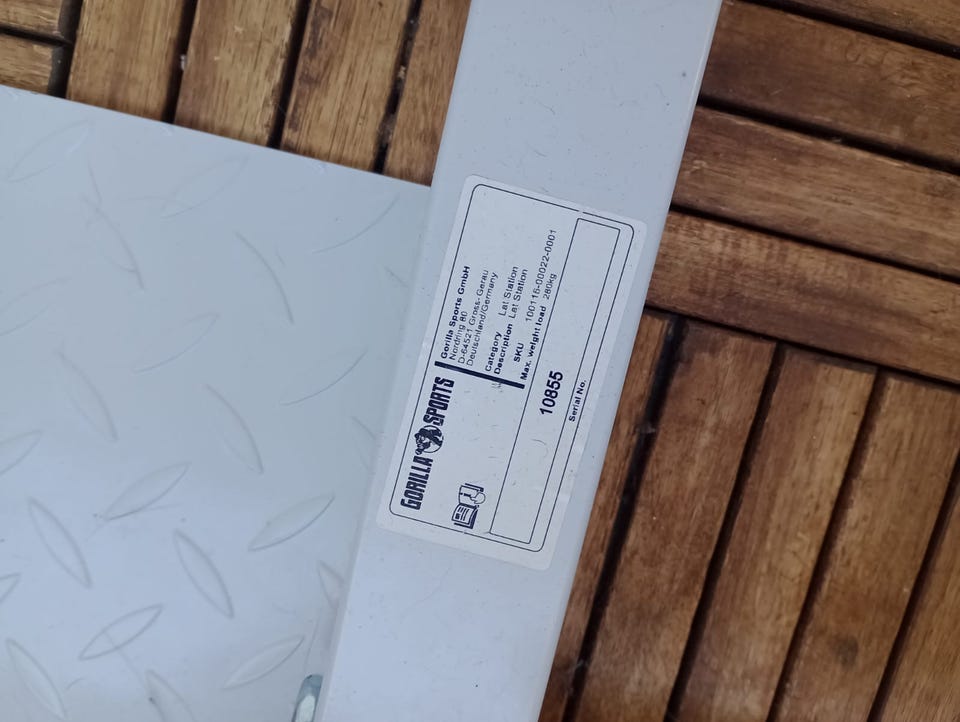 GORILLA SPORTS
Gorilla Sports GmbH
Nordring 80
D-64521 Gross-Gerau
Deutschland/Germany
Category Lat Station
Description Lat Station
SKU 100116-00022-0001
Max. weight load 280kg
10855
Serial No.